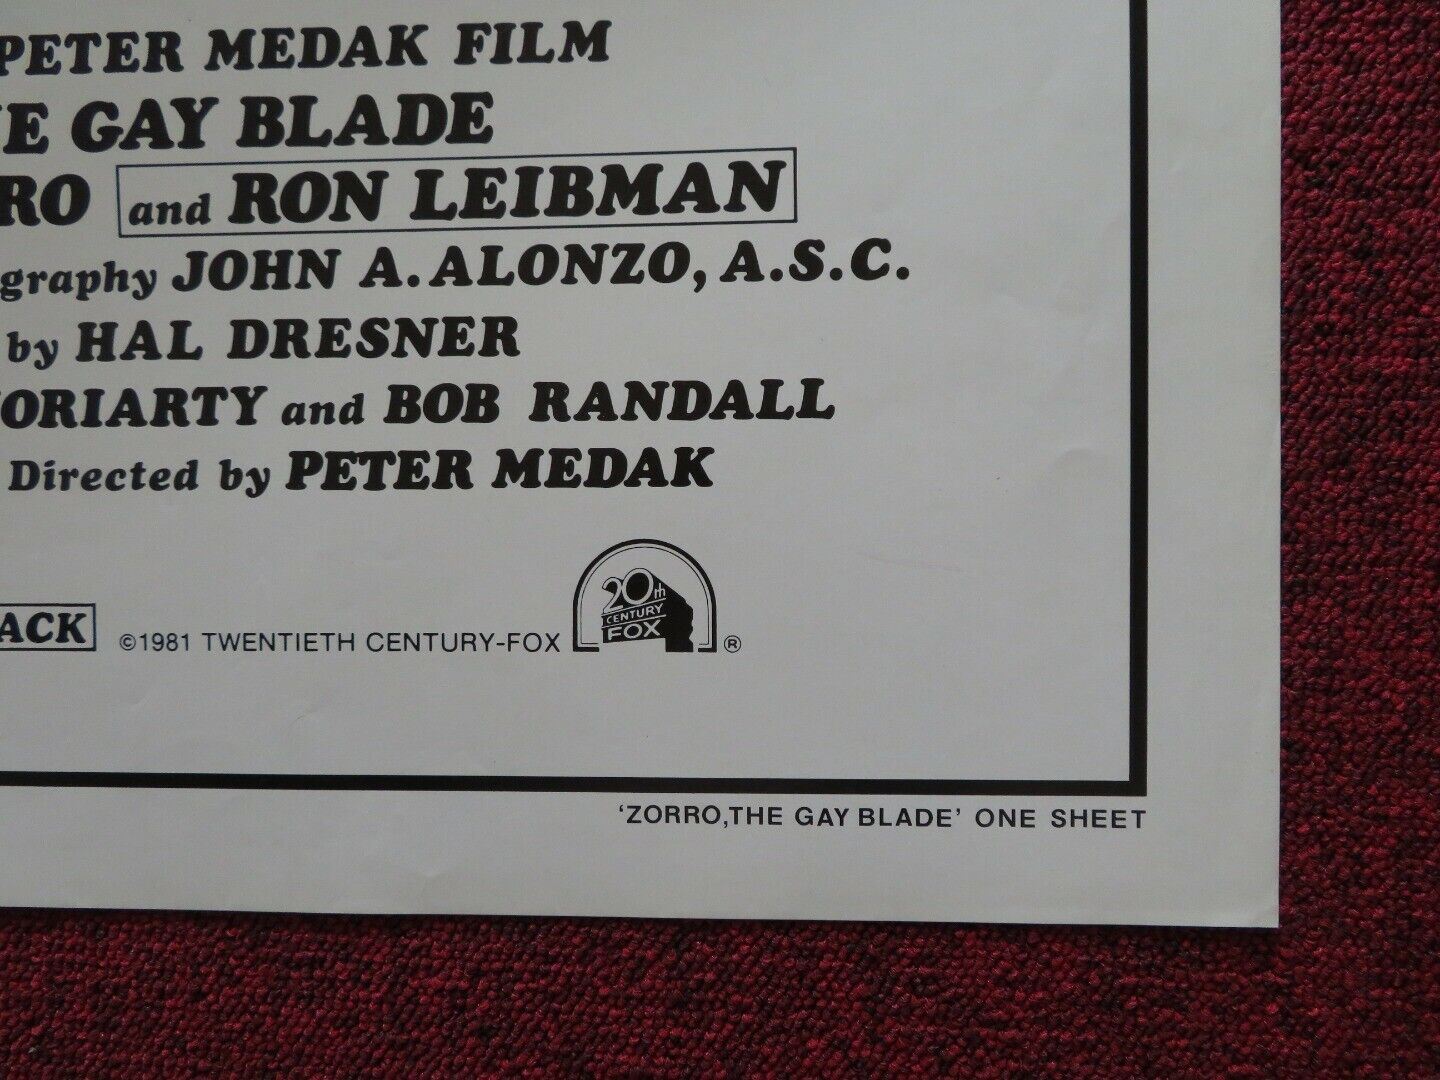 PETER MEDAK FILM
E GAY BLADE
RO and RON LEIBMAN
graphy JOHN A. ALONZO, A.S.C.
by HAL DRESNER
ORIARTY and BOB RANDALL
Directed by PETER MEDAK
ACK ©1981 TWENTIETH CENTURY-FOX 20th CENTURY FOX ®
'ZORRO,THE GAY BLADE' ONE SHEET